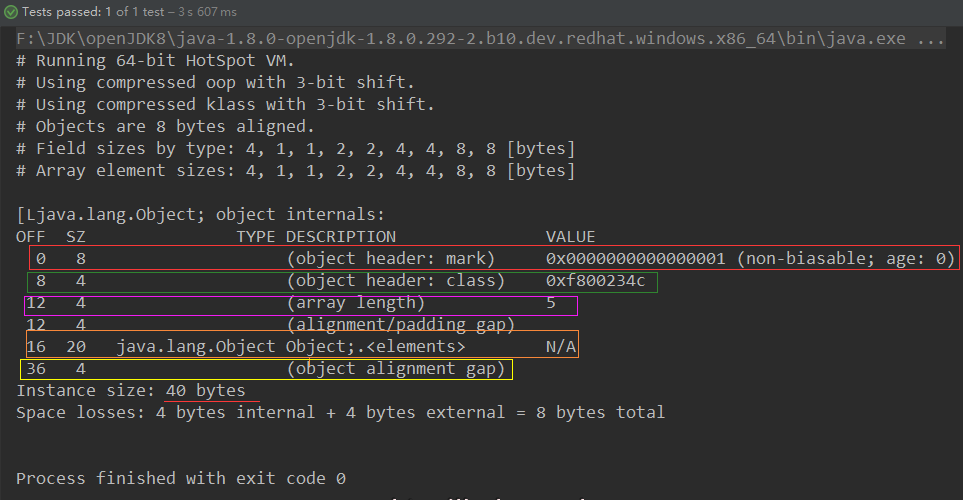 Tests passed: 1 of 1 test – 3 s 607 ms
F:\JDK\openJDK8\java-1.8.0-openjdk-1.8.0.292-2.b10.dev.redhat.windows.x86_64\bin\java.exe ...
# Running 64-bit HotSpot VM.
# Using compressed oop with 3-bit shift.
# Using compressed klass with 3-bit shift.
# Objects are 8 bytes aligned.
# Field sizes by type: 4, 1, 1, 2, 2, 4, 4, 8, 8 [bytes]
# Array element sizes: 4, 1, 1, 2, 2, 4, 4, 8, 8 [bytes]
[Ljava.lang.Object; object internals:
OFF  SZ               TYPE DESCRIPTION               VALUE
  0   8                    (object header: mark)     0x0000000000000001 (non-biasable; age: 0)
  8   4                    (object header: class)    0xf800234c
 12   4                    (array length)            5
 12   4                    (alignment/padding gap)
 16  20   java.lang.Object Object;.<elements>        N/A
 36   4                    (object alignment gap)
Instance size: 40 bytes
Space losses: 4 bytes internal + 4 bytes external = 8 bytes total
Process finished with exit code 0